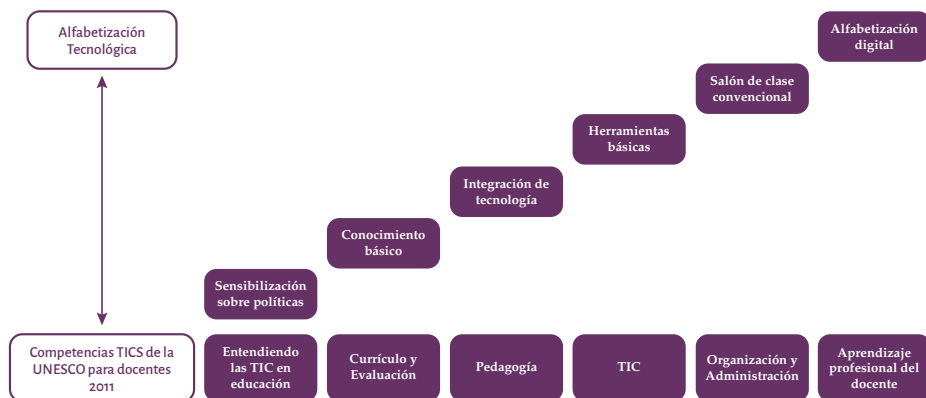 Alfabetización
Tecnológica
Alfabetización
digital
Salón de clase
convencional
Herramientas
básicas
Integración de
tecnología
Conocimiento
básico
Sensibilización
sobre políticas
Competencias TICS de la
UNESCO para docentes
2011
Entendiendo
las TIC en
educación
Currículo y
Evaluación
Pedagogía
TIC
Organización y
Administración
Aprendizaje
profesional del
docente